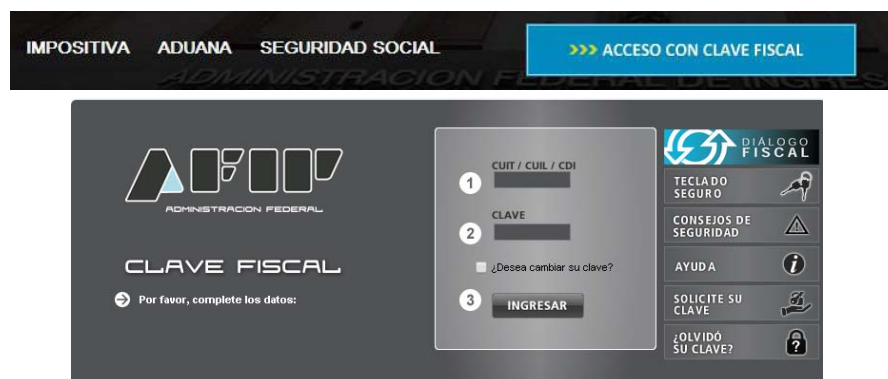 IMPOSITIVA ADUANA SEGURIDAD SOCIAL
>>> ACCESO CON CLAVE FISCAL
ADMINISTRACION FEDERAL DE INGRES
AFIP
ADMINISTRACION FEDERAL
CLAVE FISCAL
Por favor, complete los datos:
CUIT / CUIL / CDI
1
CLAVE
2
¿Desea cambiar su clave?
3 INGRESAR
DIÁLOGO
FISCAL
TECLADO
SEGURO
CONSEJOS DE
SEGURIDAD
AYUDA
SOLICITE SU
CLAVE
¿OLVIDÓ
SU CLAVE?